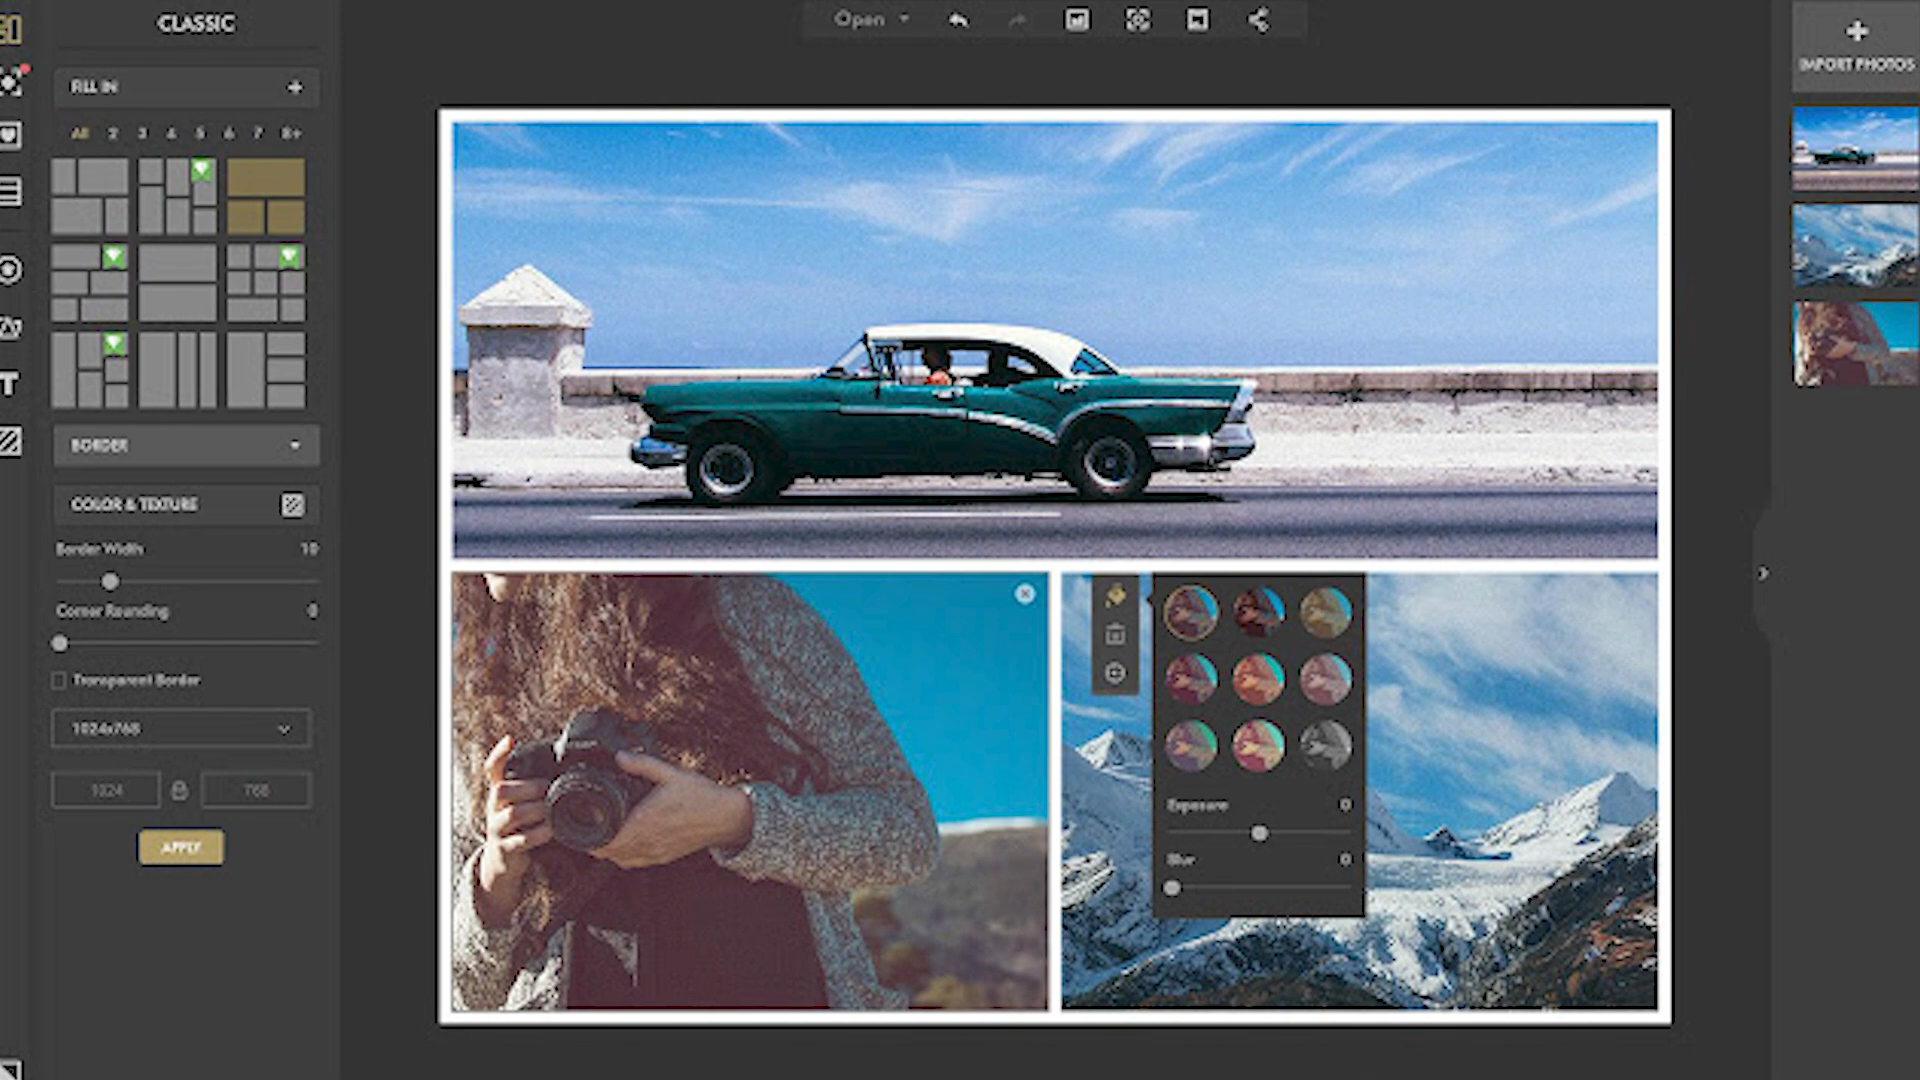 CLASSIC
Open
FILL IN
All 2 3 4 5 6 7 8+
BORDER
COLOR & TEXTURE
Border Width 10
Corner Rounding 0
Transparent Border
1024x768
1024 768
APPLY
Exposure 0
Blur 0
IMPORT PHOTOS